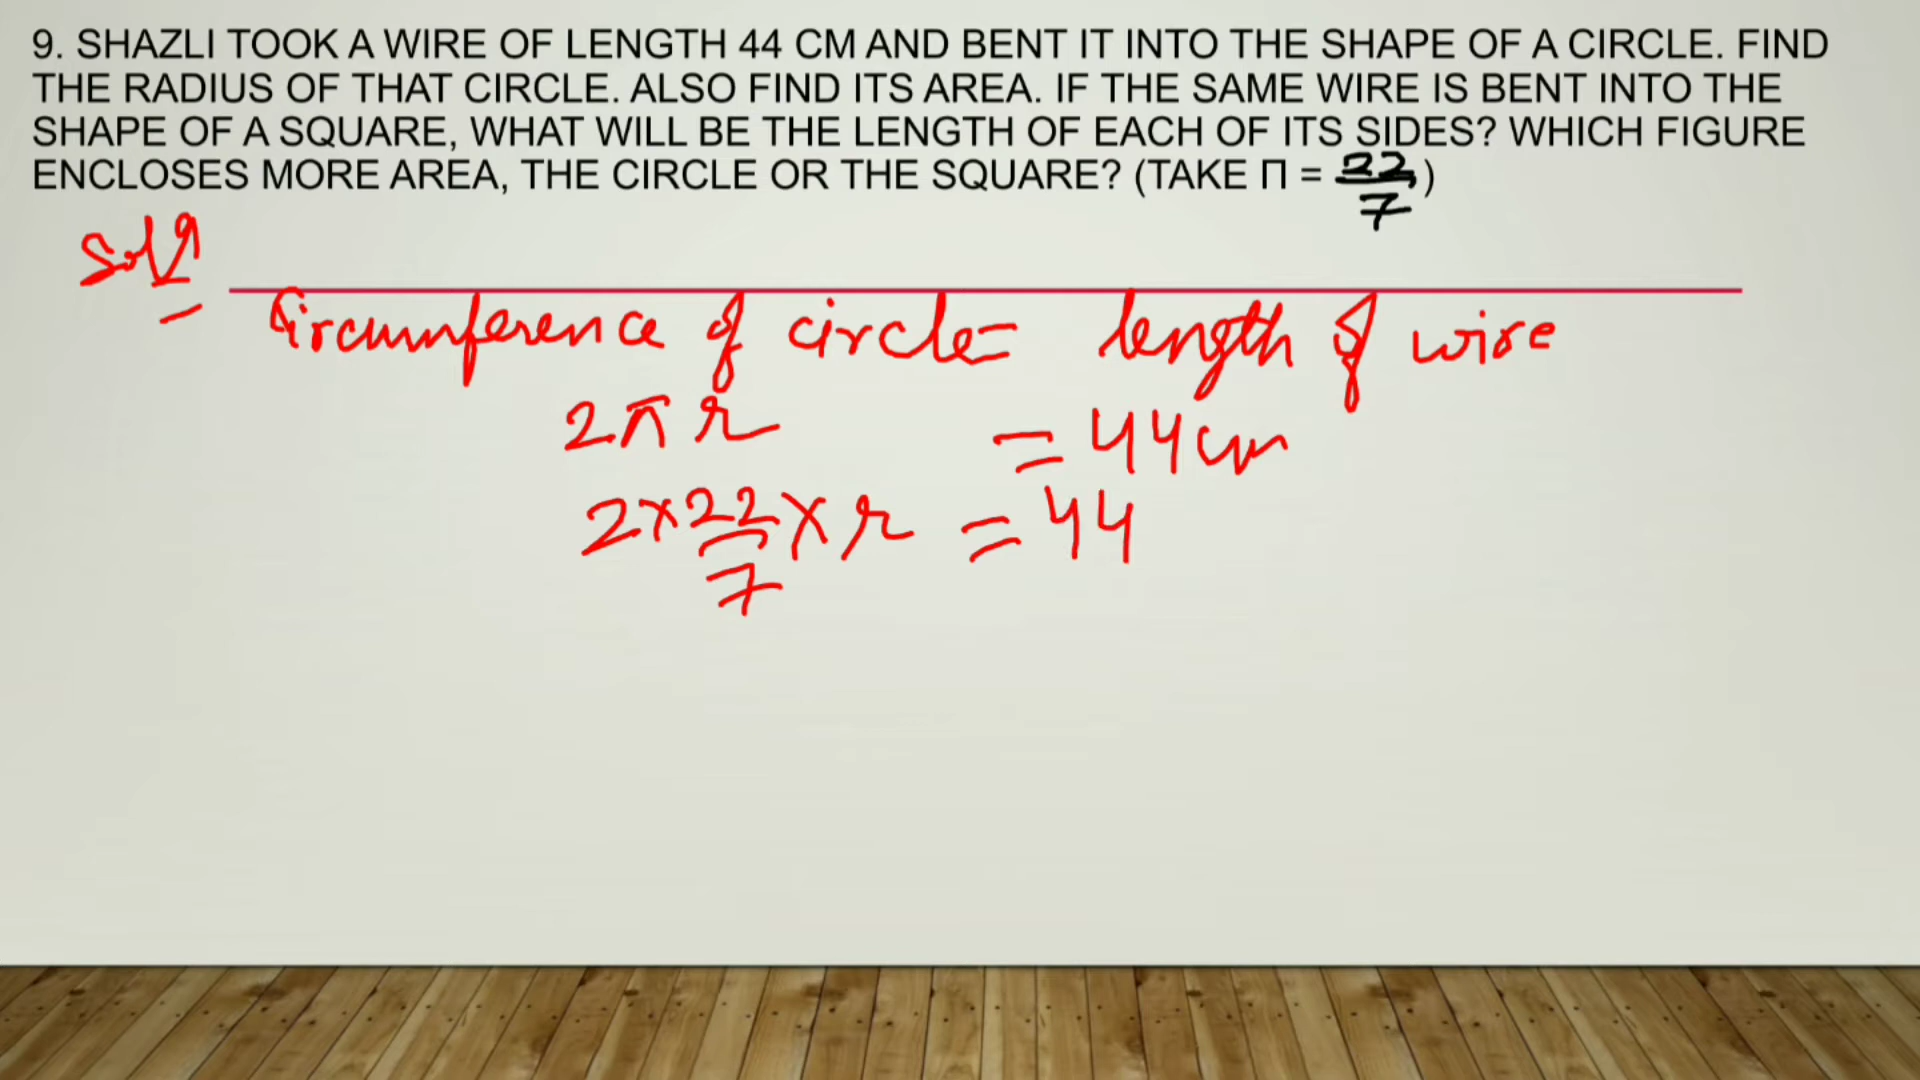 9. SHAZLI TOOK A WIRE OF LENGTH 44 CM AND BENT IT INTO THE SHAPE OF A CIRCLE. FIND
THE RADIUS OF THAT CIRCLE. ALSO FIND ITS AREA. IF THE SAME WIRE IS BENT INTO THE
SHAPE OF A SQUARE, WHAT WILL BE THE LENGTH OF EACH OF ITS SIDES? WHICH FIGURE
ENCLOSES MORE AREA, THE CIRCLE OR THE SQUARE? (TAKE Π = 22/7)
Solⁿ
Circumference of circle = length of wire
2πr = 44cm
2×22/7×r = 44